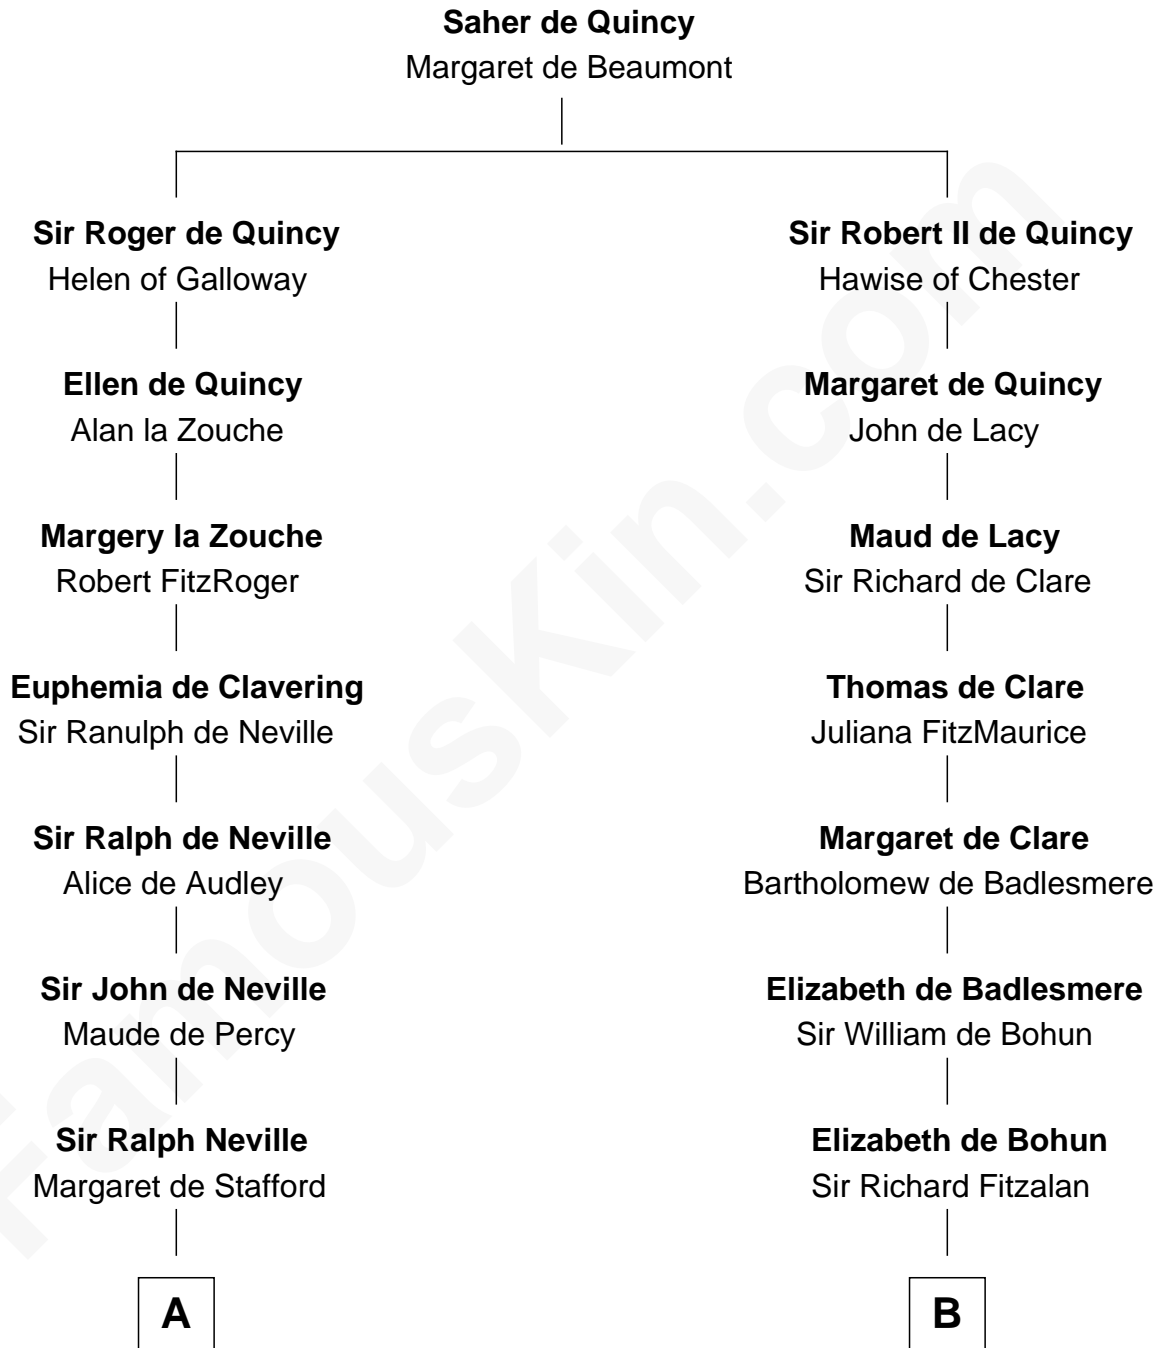 Saher de Quincy
Margaret de Beaumont
Sir Roger de Quincy
Helen of Galloway
Sir Robert II de Quincy
Hawise of Chester
Ellen de Quincy
Alan la Zouche
Margaret de Quincy
John de Lacy
Margery la Zouche
Robert FitzRoger
Maud de Lacy
Sir Richard de Clare
Euphemia de Clavering
Sir Ranulph de Neville
Thomas de Clare
Juliana FitzMaurice
Sir Ralph de Neville
Alice de Audley
Margaret de Clare
Bartholomew de Badlesmere
Sir John de Neville
Maude de Percy
Elizabeth de Badlesmere
Sir William de Bohun
Sir Ralph Neville
Margaret de Stafford
Elizabeth de Bohun
Sir Richard Fitzalan
A
B
FamousKin.com